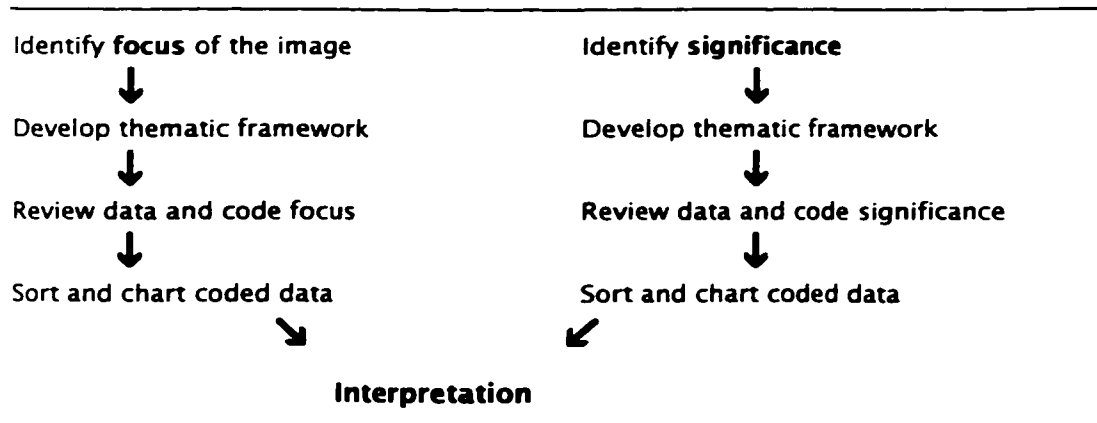 Identify focus of the image
Develop thematic framework
Review data and code focus
Sort and chart coded data
Identify significance
Develop thematic framework
Review data and code significance
Sort and chart coded data
Interpretation